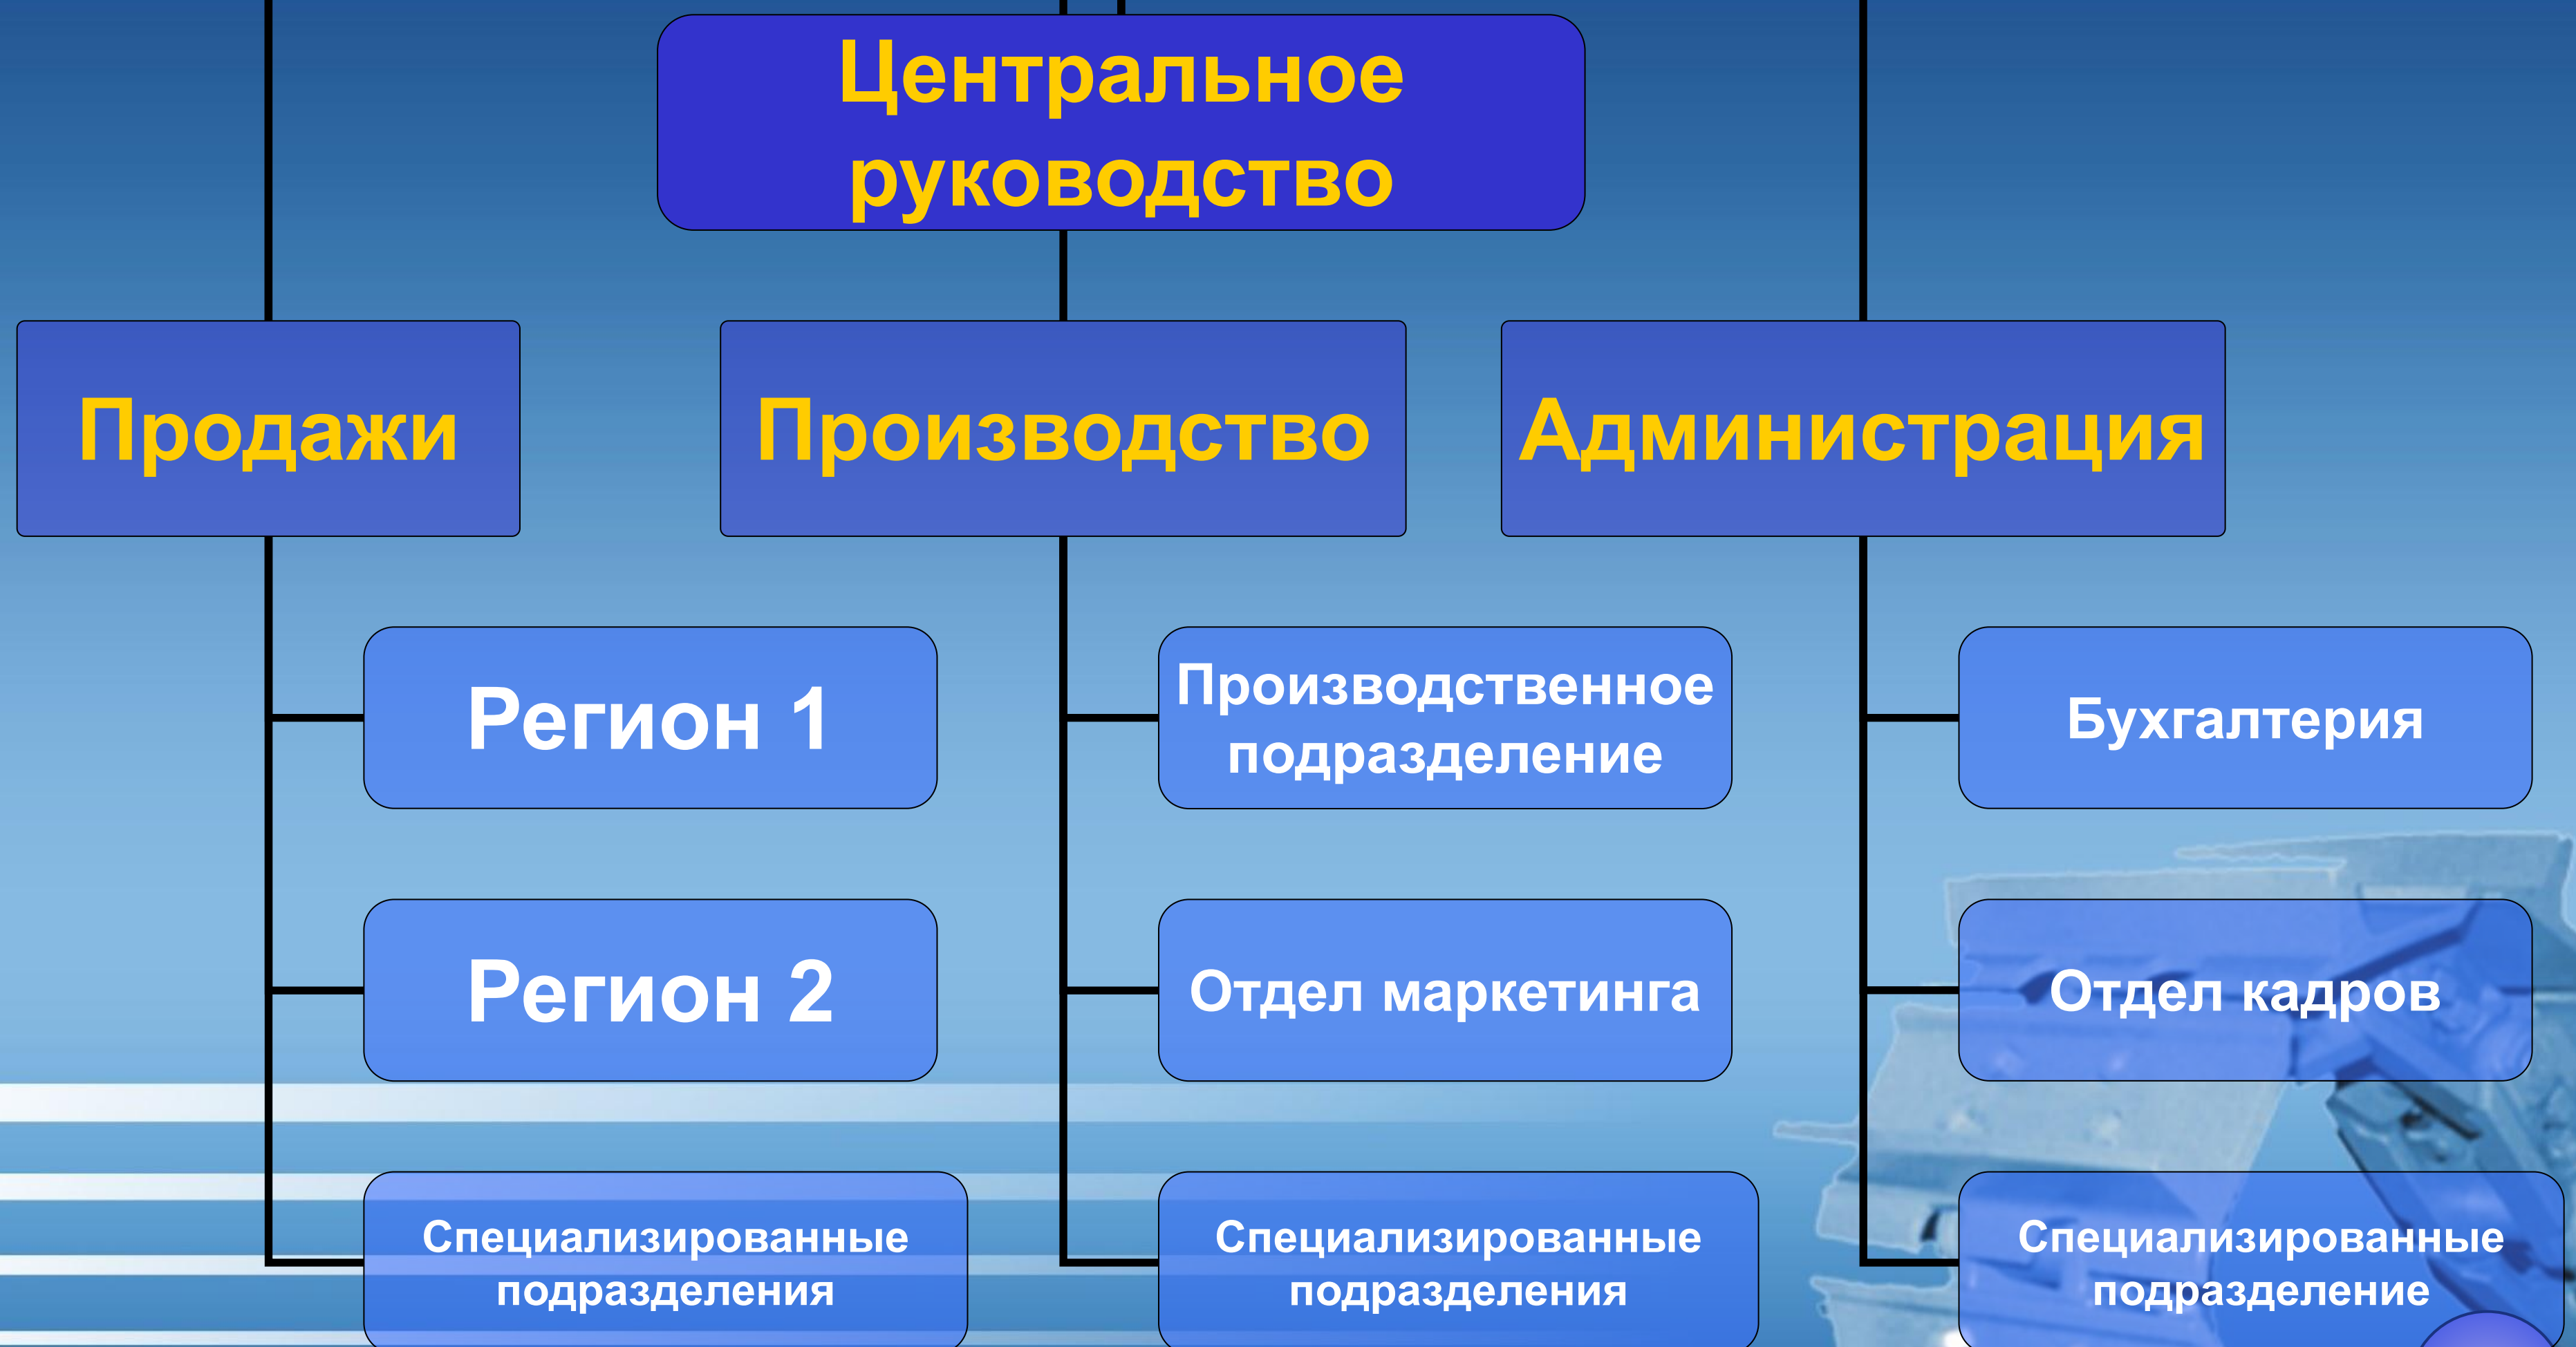 Центральное
руководство
Продажи
Производство
Администрация
Регион 1
Производственное
подразделение
Бухгалтерия
Регион 2
Отдел маркетинга
Отдел кадров
Специализированные
подразделения
Специализированные
подразделения
Специализированные
подразделение